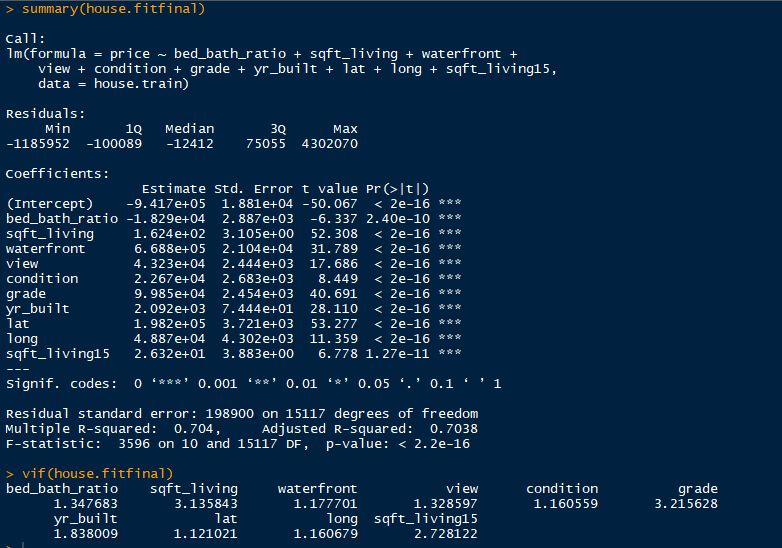 > summary(house.fitfinal)
Call:
lm(formula = price ~ bed_bath_ratio + sqft_living + waterfront +
    view + condition + grade + yr_built + lat + long + sqft_living15,
    data = house.train)
Residuals:
     Min       1Q   Median       3Q      Max
-1185952  -100089   -12412    75055  4302070
Coefficients:
                 Estimate Std. Error t value Pr(>|t|)
(Intercept)    -9.417e+05  1.881e+04 -50.067  < 2e-16 ***
bed_bath_ratio -1.829e+04  2.887e+03  -6.337 2.40e-10 ***
sqft_living     1.624e+02  3.105e+00  52.308  < 2e-16 ***
waterfront      6.688e+05  2.104e+04  31.789  < 2e-16 ***
view            4.323e+04  2.444e+03  17.686  < 2e-16 ***
condition       2.267e+04  2.683e+03   8.449  < 2e-16 ***
grade           9.985e+04  2.454e+03  40.691  < 2e-16 ***
yr_built        2.092e+03  7.444e+01  28.110  < 2e-16 ***
lat             1.982e+05  3.721e+03  53.277  < 2e-16 ***
long            4.887e+04  4.302e+03  11.359  < 2e-16 ***
sqft_living15   2.632e+01  3.883e+00   6.778 1.27e-11 ***
---
Signif. codes:  0 ‘***’ 0.001 ‘**’ 0.01 ‘*’ 0.05 ‘.’ 0.1 ‘ ’ 1
Residual standard error: 198900 on 15117 degrees of freedom
Multiple R-squared:  0.704,     Adjusted R-squared:  0.7038
F-statistic:  3596 on 10 and 15117 DF,  p-value: < 2.2e-16
> vif(house.fitfinal)
bed_bath_ratio    sqft_living     waterfront           view      condition          grade
      1.347683       3.135843       1.177701       1.328597       1.160559       3.215628
      yr_built            lat           long  sqft_living15
      1.838009       1.121021       1.160679       2.728122
>